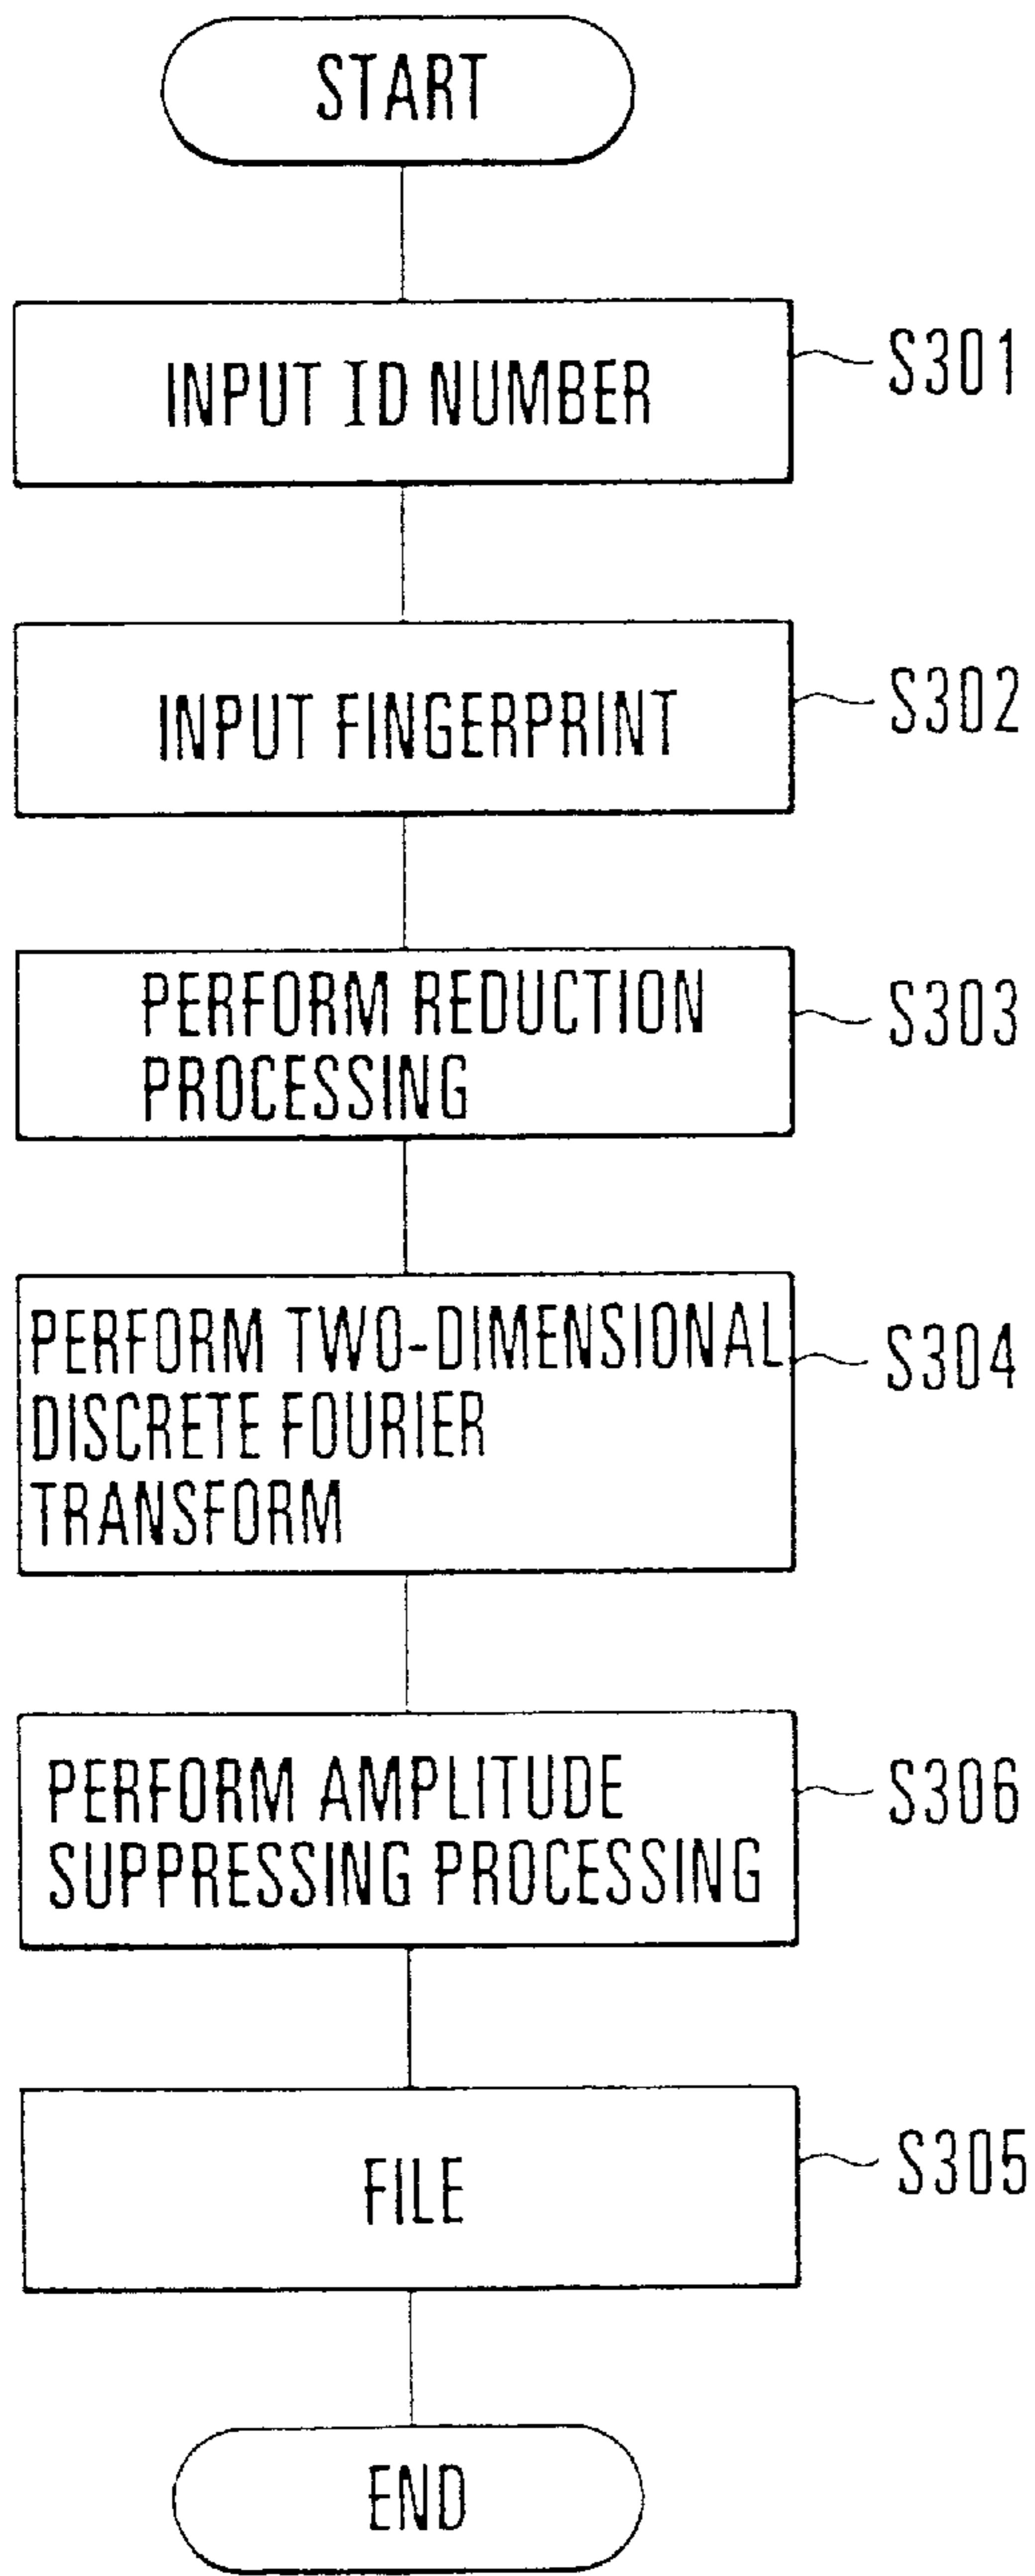 START
INPUT ID NUMBER
S301
INPUT FINGERPRINT
S302
PERFORM REDUCTION
PROCESSING
S303
PERFORM TWO-DIMENSIONAL
DISCRETE FOURIER
TRANSFORM
S304
PERFORM AMPLITUDE
SUPPRESSING PROCESSING
S306
FILE
S305
END